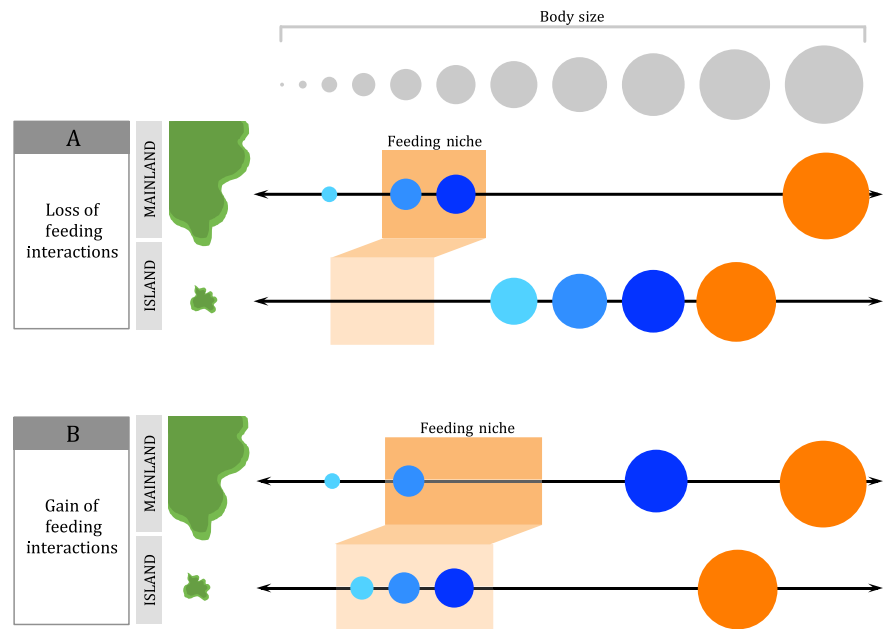 Body size
A
Loss of
feeding
interactions
MAINLAND
ISLAND
Feeding niche
B
Gain of
feeding
interactions
MAINLAND
ISLAND
Feeding niche